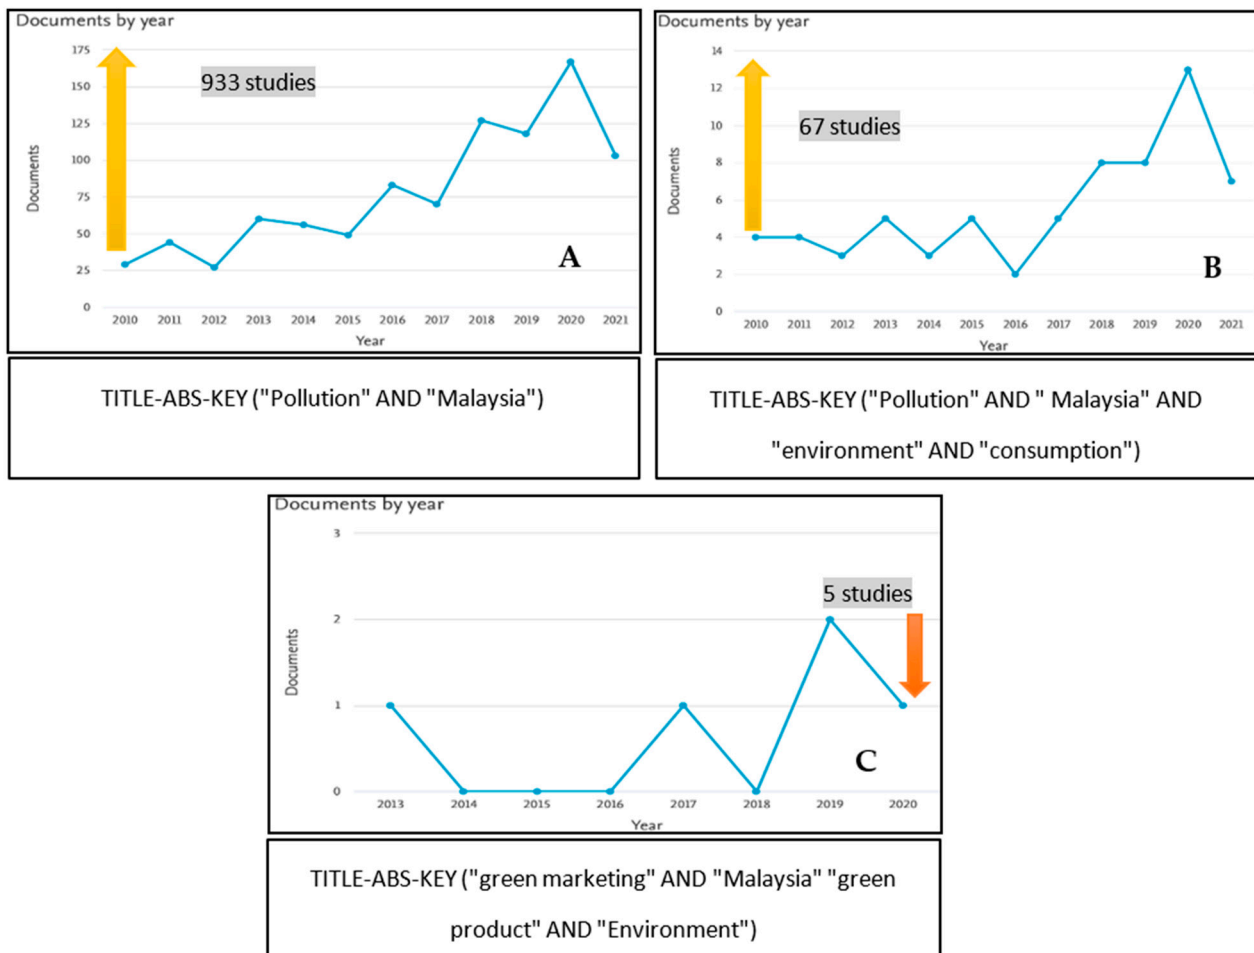 Documents by year
175
933 studies
150
125
100
75
50
25
0
Documents
A
2010 2011 2012 2013 2014 2015 2016 2017 2018 2019 2020 2021
Year
TITLE-ABS-KEY ("Pollution" AND "Malaysia")
Documents by year
14
12
67 studies
10
8
6
4
2
0
Documents
B
2010 2011 2012 2013 2014 2015 2016 2017 2018 2019 2020 2021
Year
TITLE-ABS-KEY ("Pollution" AND " Malaysia" AND
"environment" AND "consumption")
Documents by year
3
5 studies
2
1
0
Documents
C
2013 2014 2015 2016 2017 2018 2019 2020
Year
TITLE-ABS-KEY ("green marketing" AND "Malaysia" "green
product" AND "Environment")